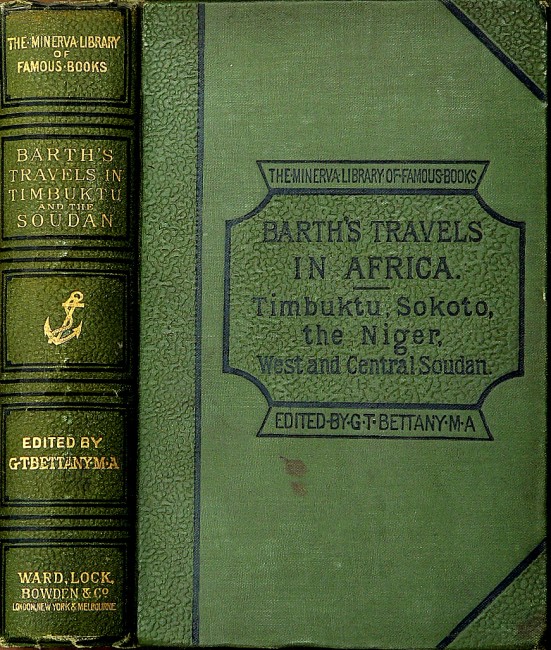 THE·MINERVA·LIBRARY
OF
FAMOUS·BOOKS
BARTH'S
TRAVELS IN
TIMBUKTU
AND THE
SOUDAN
EDITED BY
G·T·BETTANY·M·A
WARD, LOCK,
BOWDEN & Co
LONDON, NEW YORK & MELBOURNE
THE·MINERVA·LIBRARY·OF·FAMOUS·BOOKS
BARTH'S TRAVELS
IN AFRICA.
Timbuktu, Sokoto,
the Niger,
West and Central Soudan.
EDITED·BY·G·T·BETTANY·M·A